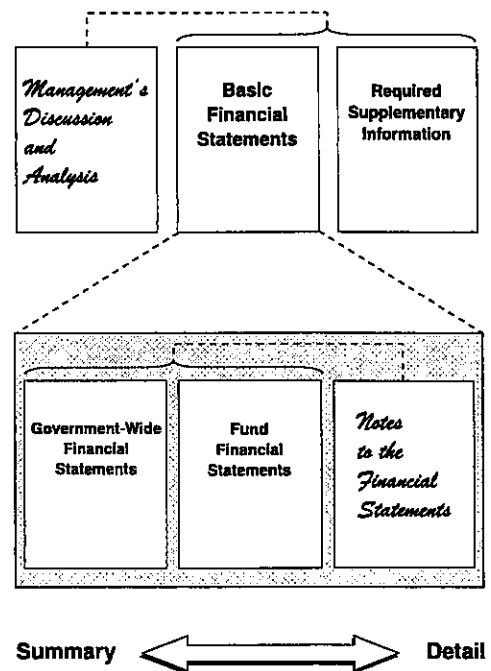 Management's
Discussion
and
Analysis
Basic
Financial
Statements
Required
Supplementary
Information
Government-Wide
Financial
Statements
Fund
Financial
Statements
Notes
to the
Financial
Statements
Summary
Detail